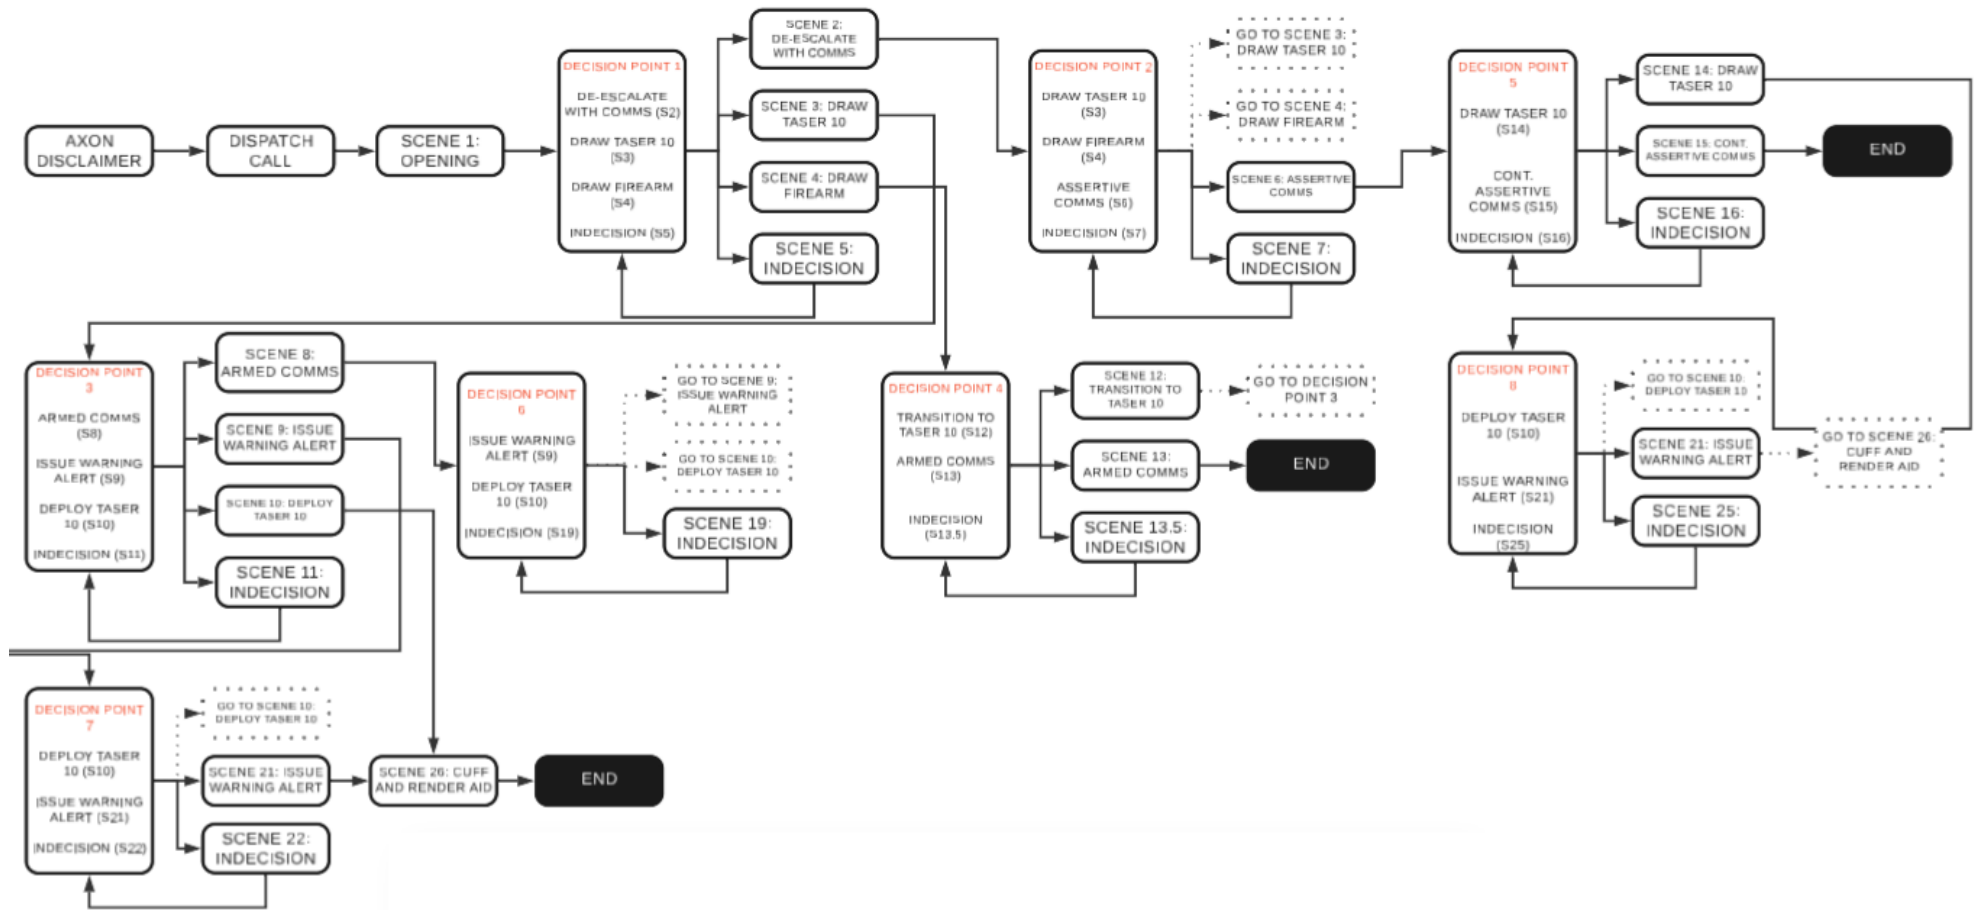 AXON
DISCLAIMER
DISPATCH
CALL
SCENE 1:
OPENING
DECISION POINT 1
DE-ESCALATE
WITH COMMS (S2)
DRAW TASER 10
(S3)
DRAW FIREARM
(S4)
INDECISION (S5)
SCENE 2:
DE-ESCALATE
WITH COMMS
SCENE 3: DRAW
TASER 10
SCENE 4: DRAW
FIREARM
SCENE 5:
INDECISION
DECISION POINT 2
DRAW TASER 10
(S3)
DRAW FIREARM
(S4)
ASSERTIVE
COMMS (S6)
INDECISION (S7)
GO TO SCENE 3:
DRAW TASER 10
GO TO SCENE 4:
DRAW FIREARM
SCENE 6: ASSERTIVE
COMMS
SCENE 7:
INDECISION
DECISION POINT
5
DRAW TASER 10
(S14)
CONT.
ASSERTIVE
COMMS (S15)
INDECISION (S16)
SCENE 14: DRAW
TASER 10
SCENE 15: CONT.
ASSERTIVE COMMS
SCENE 16:
INDECISION
END
DECISION POINT
3
ARMED COMMS
(S8)
ISSUE WARNING
ALERT (S9)
DEPLOY TASER
10 (S10)
INDECISION (S11)
SCENE 8:
ARMED COMMS
SCENE 9: ISSUE
WARNING ALERT
SCENE 10: DEPLOY
TASER 10
SCENE 11:
INDECISION
DECISION POINT
6
ISSUE WARNING
ALERT (S9)
DEPLOY TASER
10 (S10)
INDECISION (S19)
GO TO SCENE 9:
ISSUE WARNING
ALERT
GO TO SCENE 10:
DEPLOY TASER 10
SCENE 19:
INDECISION
DECISION POINT 4
TRANSITION TO
TASER 10 (S12)
ARMED COMMS
(S13)
INDECISION
(S13.5)
SCENE 12:
TRANSITION TO
TASER 10
SCENE 13:
ARMED COMMS
SCENE 13.5:
INDECISION
GO TO DECISION
POINT 3
END
DECISION POINT
8
DEPLOY TASER
10 (S10)
ISSUE WARNING
ALERT (S21)
INDECISION
(S25)
GO TO SCENE 10:
DEPLOY TASER 10
SCENE 21: ISSUE
WARNING ALERT
SCENE 25:
INDECISION
GO TO SCENE 26:
CUFF AND
RENDER AID
DECISION POINT
7
DEPLOY TASER
10 (S10)
ISSUE WARNING
ALERT (S21)
INDECISION (S22)
GO TO SCENE 10:
DEPLOY TASER 10
SCENE 21: ISSUE
WARNING ALERT
SCENE 22:
INDECISION
SCENE 26: CUFF
AND RENDER AID
END